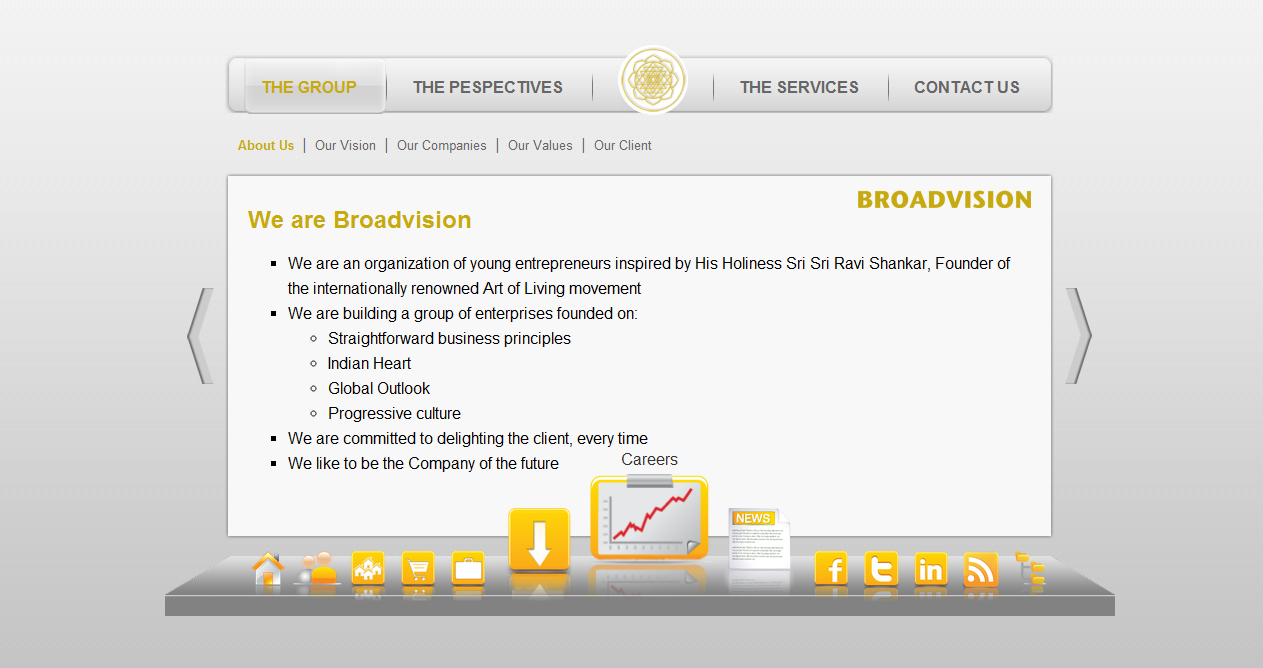 THE GROUP THE PESPECTIVES THE SERVICES CONTACT US
About Us | Our Vision | Our Companies | Our Values | Our Client
BROADVISION
We are Broadvision
We are an organization of young entrepreneurs inspired by His Holiness Sri Sri Ravi Shankar, Founder of
the internationally renowned Art of Living movement
We are building a group of enterprises founded on:
Straightforward business principles
Indian Heart
Global Outlook
Progressive culture
We are committed to delighting the client, every time
We like to be the Company of the future
Careers
NEWS
f t in